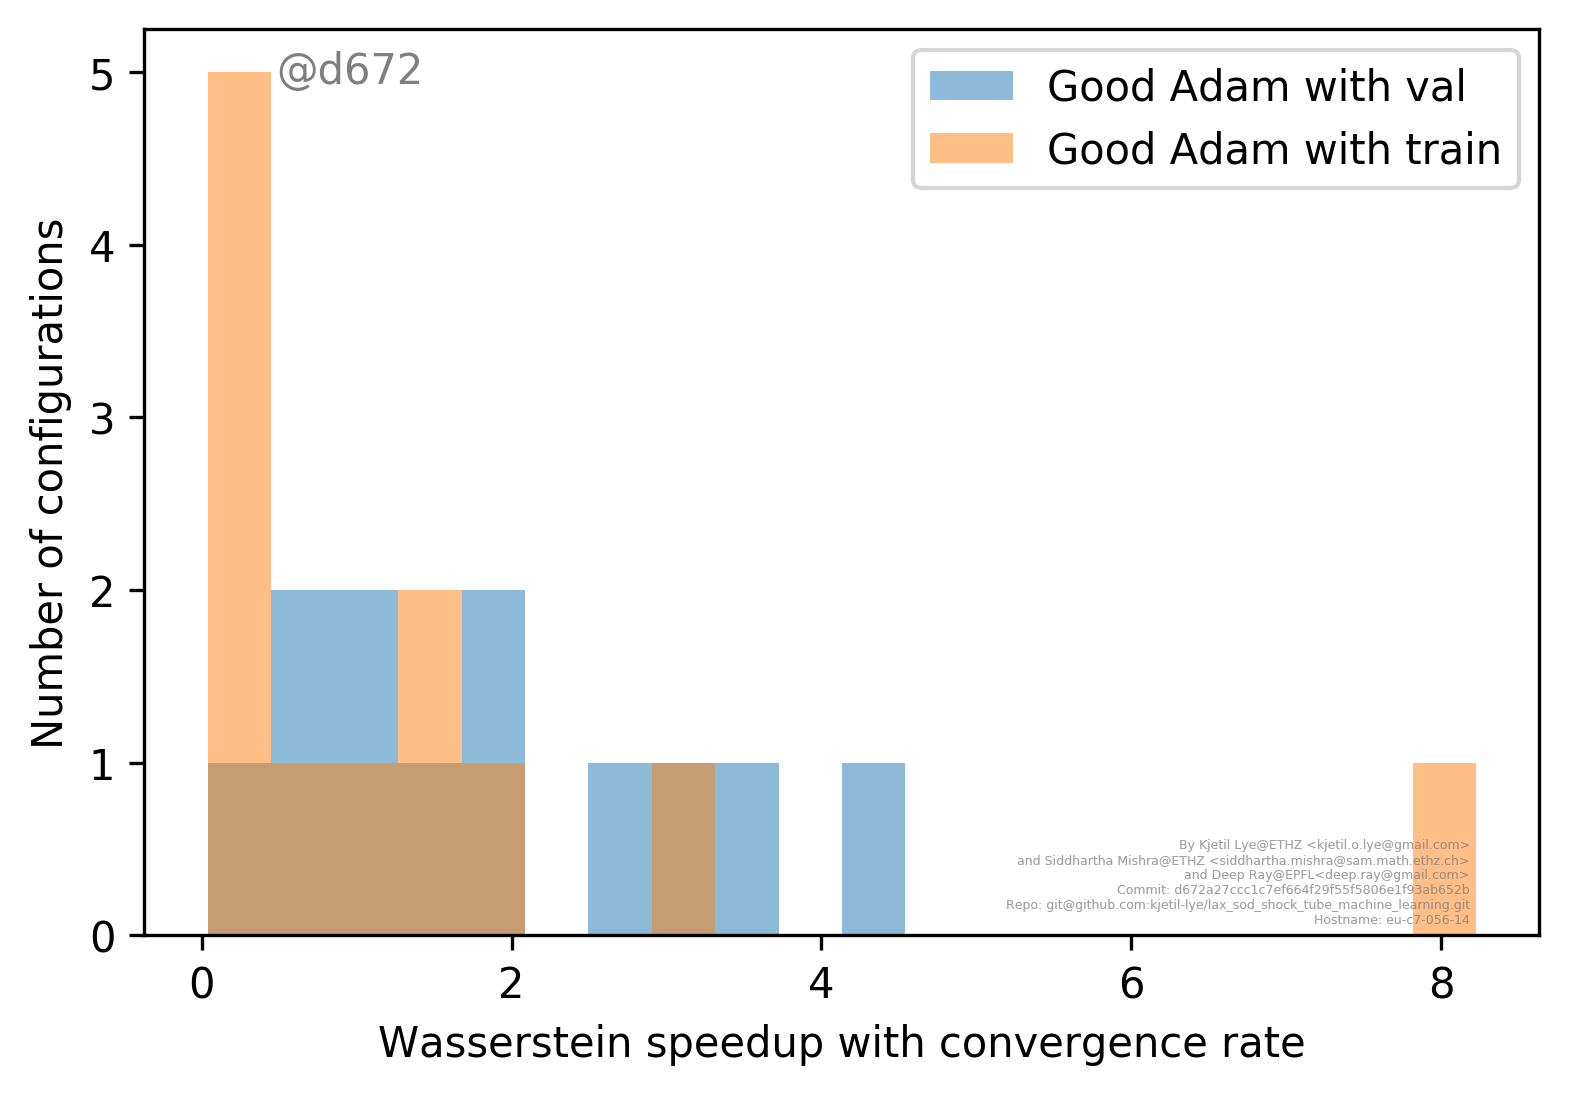 @d672
Good Adam with val
Good Adam with train
5
4
3
2
1
0
Number of configurations
0 2 4 6 8
Wasserstein speedup with convergence rate
By Kjetil Lye@ETHZ <kjetil.o.lye@gmail.com>
and Siddhartha Mishra@ETHZ <siddhartha.mishra@sam.math.ethz.ch>
and Deep Ray@EPFL<deep.ray@gmail.com>
Commit: d672a27ccc1c7ef664f29f55f5806e1f93ab652b
Repo: git@github.com:kjetil-lye/lax_sod_shock_tube_machine_learning.git
Hostname: eu-c7-056-14